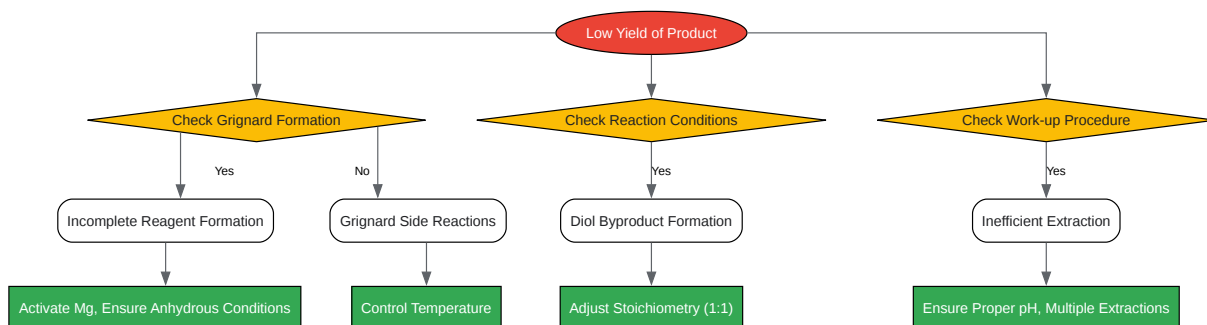 Low Yield of Product
Check Grignard Formation
Check Reaction Conditions
Check Work-up Procedure
Yes
No
Yes
Yes
Incomplete Reagent Formation
Grignard Side Reactions
Diol Byproduct Formation
Inefficient Extraction
Activate Mg, Ensure Anhydrous Conditions
Control Temperature
Adjust Stoichiometry (1:1)
Ensure Proper pH, Multiple Extractions